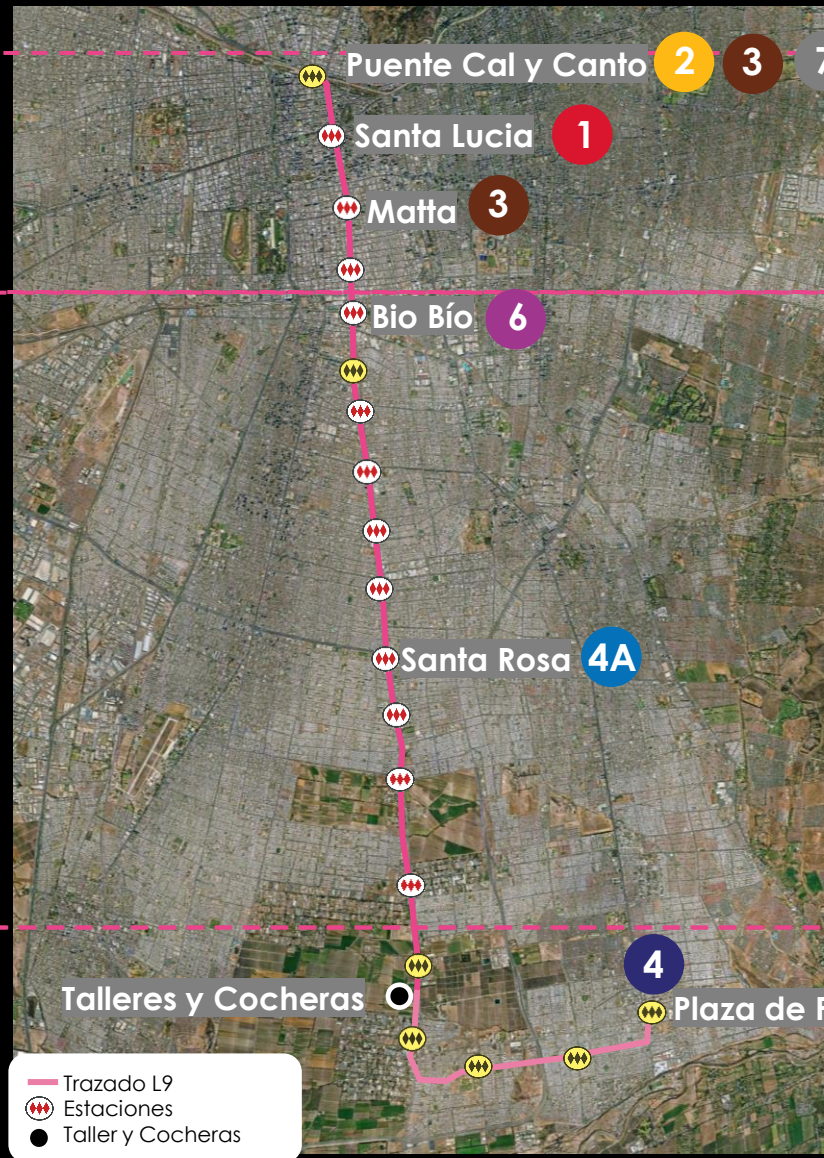 Puente Cal y Canto 2 3 7
Santa Lucia 1
Matta 3
Bio Bío 6
Santa Rosa 4A
4
Talleres y Cocheras
Plaza de
Trazado L9
Estaciones
Taller y Cocheras